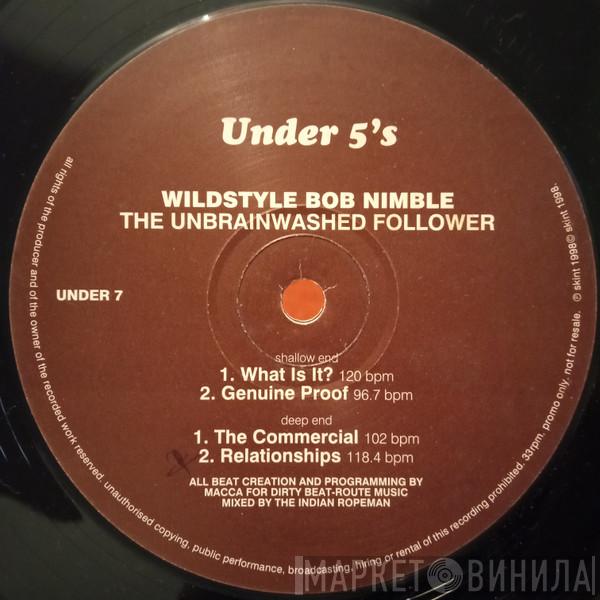 Under 5's
WILDSTYLE BOB NIMBLE
THE UNBRAINWASHED FOLLOWER
UNDER 7
shallow end
1. What Is It? 120 bpm
2. Genuine Proof 96.7 bpm
deep end
1. The Commercial 102 bpm
2. Relationships 118.4 bpm
ALL BEAT CREATION AND PROGRAMMING BY
MACCA FOR DIRTY BEAT-ROUTE MUSIC
MIXED BY THE INDIAN ROPEMAN
all rights of the producer and of the owner of the recorded work reserved. unauthorised copying, public performance, broadcasting, hiring or rental of this recording prohibited. 33rpm. promo only. not for resale. ℗ skint 1998© skint 1998.
МАРКЕТ ВИНИЛА